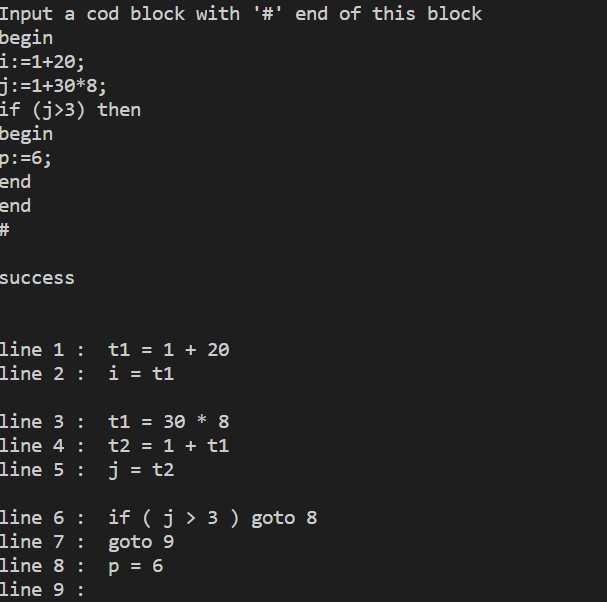 Input a cod block with '#' end of this block
begin
i:=1+20;
j:=1+30*8;
if (j>3) then
begin
p:=6;
end
end
#
success
line 1 :  t1 = 1 + 20
line 2 :  i = t1
line 3 :  t1 = 30 * 8
line 4 :  t2 = 1 + t1
line 5 :  j = t2
line 6 :  if ( j > 3 ) goto 8
line 7 :  goto 9
line 8 :  p = 6
line 9 :